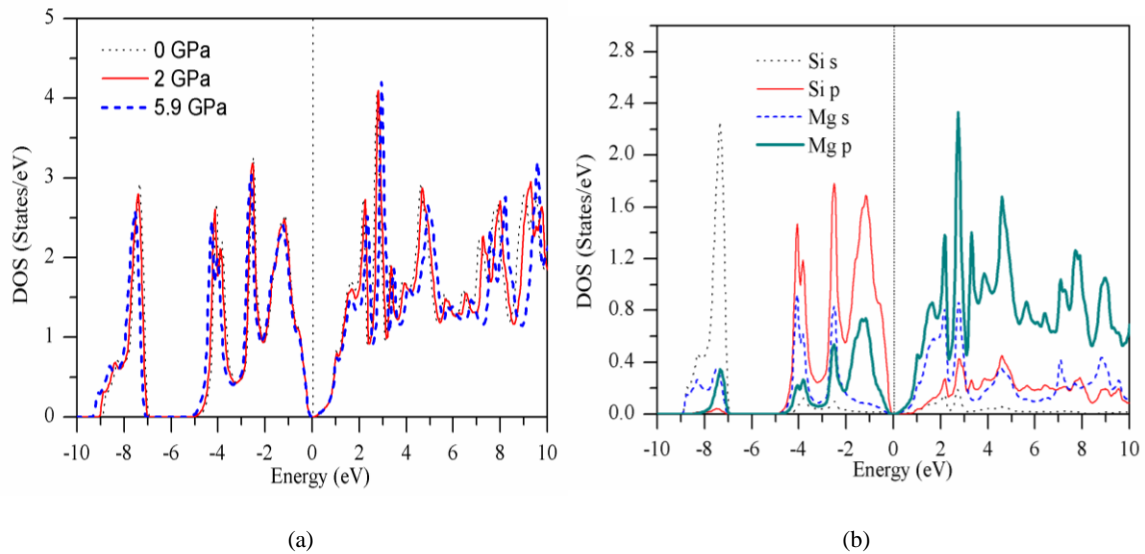 5
4
3
2
1
0
DOS (States/eV)
0 GPa
2 GPa
5.9 GPa
-10 -8 -6 -4 -2 0 2 4 6 8 10
Energy (eV)
(a)
2.8
2.4
2.0
1.6
1.2
0.8
0.4
0.0
DOS (States/eV)
Si s
Si p
Mg s
Mg p
-10 -8 -6 -4 -2 0 2 4 6 8 10
Energy (eV)
(b)